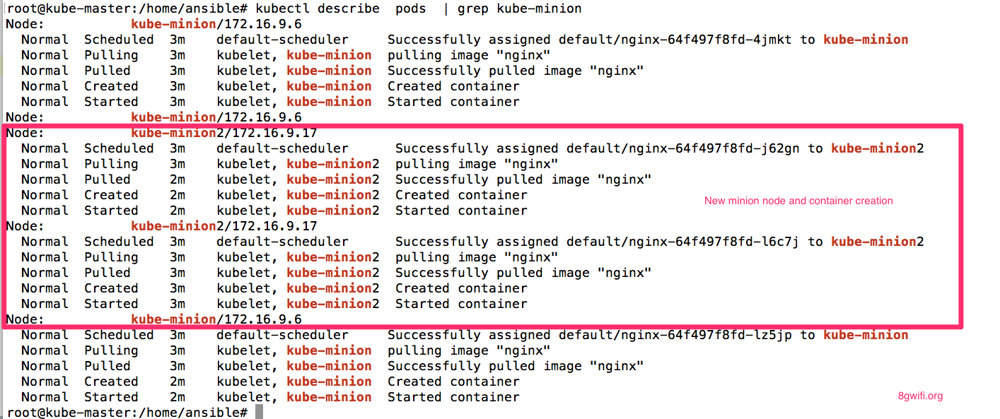 root@kube-master:/home/ansible# kubectl describe  pods  | grep kube-minion
Node:           kube-minion/172.16.9.6
  Normal  Scheduled  3m    default-scheduler     Successfully assigned default/nginx-64f497f8fd-4jmkt to kube-minion
  Normal  Pulling    3m    kubelet, kube-minion  pulling image "nginx"
  Normal  Pulled     3m    kubelet, kube-minion  Successfully pulled image "nginx"
  Normal  Created    3m    kubelet, kube-minion  Created container
  Normal  Started    3m    kubelet, kube-minion  Started container
Node:           kube-minion/172.16.9.6
Node:           kube-minion2/172.16.9.17
  Normal  Scheduled  3m    default-scheduler      Successfully assigned default/nginx-64f497f8fd-j62gn to kube-minion2
  Normal  Pulling    3m    kubelet, kube-minion2  pulling image "nginx"
  Normal  Pulled     2m    kubelet, kube-minion2  Successfully pulled image "nginx"
  Normal  Created    2m    kubelet, kube-minion2  Created container
New minion node and container creation
  Normal  Started    2m    kubelet, kube-minion2  Started container
Node:           kube-minion2/172.16.9.17
  Normal  Scheduled  3m    default-scheduler      Successfully assigned default/nginx-64f497f8fd-l6c7j to kube-minion2
  Normal  Pulling    3m    kubelet, kube-minion2  pulling image "nginx"
  Normal  Pulled     3m    kubelet, kube-minion2  Successfully pulled image "nginx"
  Normal  Created    3m    kubelet, kube-minion2  Created container
  Normal  Started    3m    kubelet, kube-minion2  Started container
Node:           kube-minion/172.16.9.6
  Normal  Scheduled  3m    default-scheduler     Successfully assigned default/nginx-64f497f8fd-lz5jp to kube-minion
  Normal  Pulling    3m    kubelet, kube-minion  pulling image "nginx"
  Normal  Pulled     3m    kubelet, kube-minion  Successfully pulled image "nginx"
  Normal  Created    2m    kubelet, kube-minion  Created container
  Normal  Started    2m    kubelet, kube-minion  Started container
8gwifi.org
root@kube-master:/home/ansible#